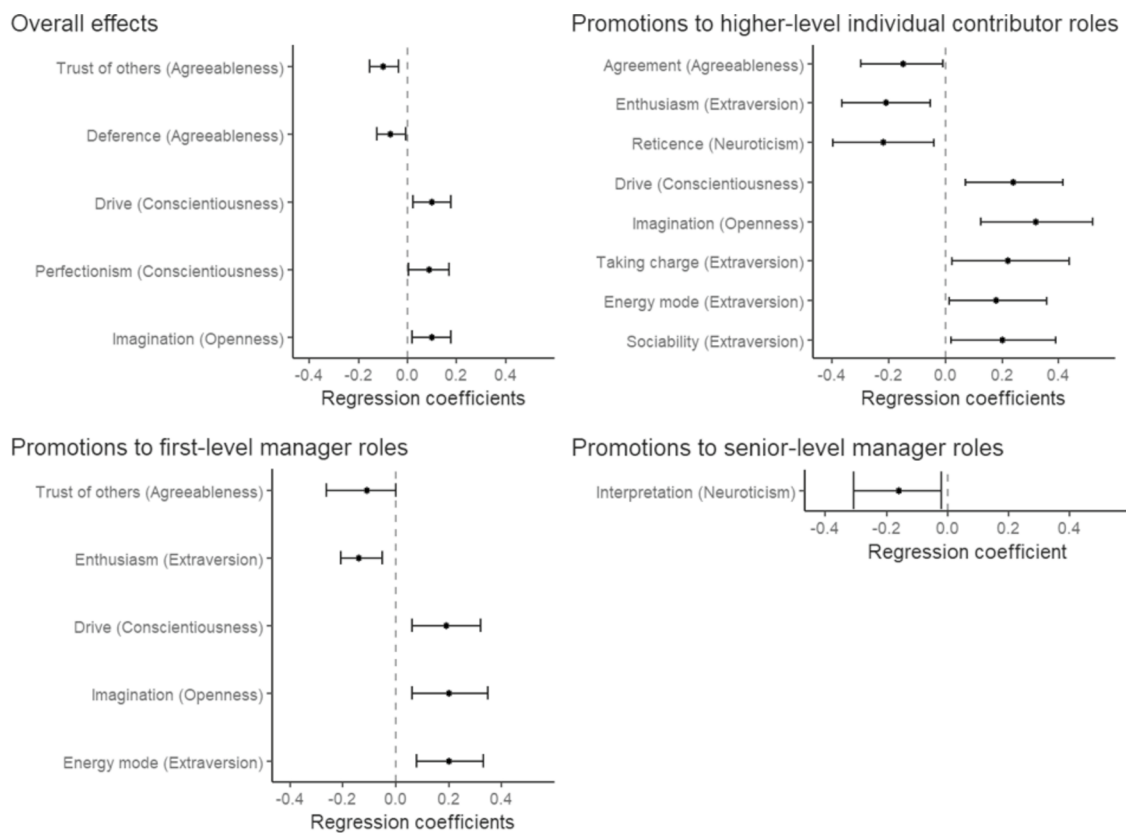 Overall effects
Trust of others (Agreeableness)
Deference (Agreeableness)
Drive (Conscientiousness)
Perfectionism (Conscientiousness)
Imagination (Openness)
-0.4 -0.2 0.0 0.2 0.4
Regression coefficients
Promotions to higher-level individual contributor roles
Agreement (Agreeableness)
Enthusiasm (Extraversion)
Reticence (Neuroticism)
Drive (Conscientiousness)
Imagination (Openness)
Taking charge (Extraversion)
Energy mode (Extraversion)
Sociability (Extraversion)
-0.4 -0.2 0.0 0.2 0.4
Regression coefficients
Promotions to first-level manager roles
Trust of others (Agreeableness)
Enthusiasm (Extraversion)
Drive (Conscientiousness)
Imagination (Openness)
Energy mode (Extraversion)
-0.4 -0.2 0.0 0.2 0.4
Regression coefficients
Promotions to senior-level manager roles
Interpretation (Neuroticism)
-0.4 -0.2 0.0 0.2 0.4
Regression coefficient